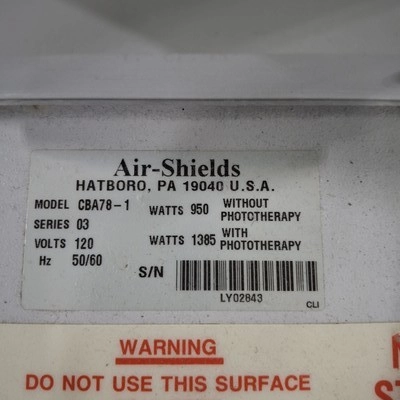 Air-Shields
HATBORO, PA 19040 U.S.A.
MODEL CBA78-1 WATTS 950 WITHOUT PHOTOTHERAPY
SERIES 03
VOLTS 120 WATTS 1385 WITH PHOTOTHERAPY
Hz 50/60
S/N
LY02843
CLI
WARNING
DO NOT USE THIS SURFACE